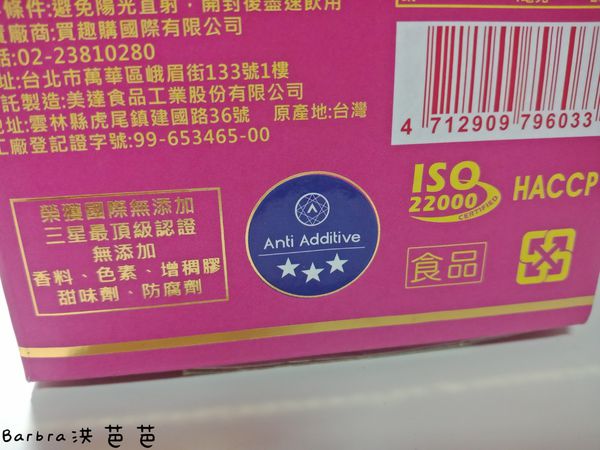 條件:避免陽光直射，開封後盡速飲用
廠商:買趣購國際有限公司
話:02-23810280
址:台北市萬華區峨眉街133號1樓
託製造:美達食品工業股份有限公司
地址:雲林縣虎尾鎮建國路36號 原產地:台灣
工廠登記證字號:99-653465-00
4 712909 796033
ISO
22000
CERTIFIED
HACCP
榮獲國際無添加
三星最頂級認證
無添加
香料、色素、增稠膠
甜味劑、防腐劑
Anti Additive
食品
Barbra洪芭芭